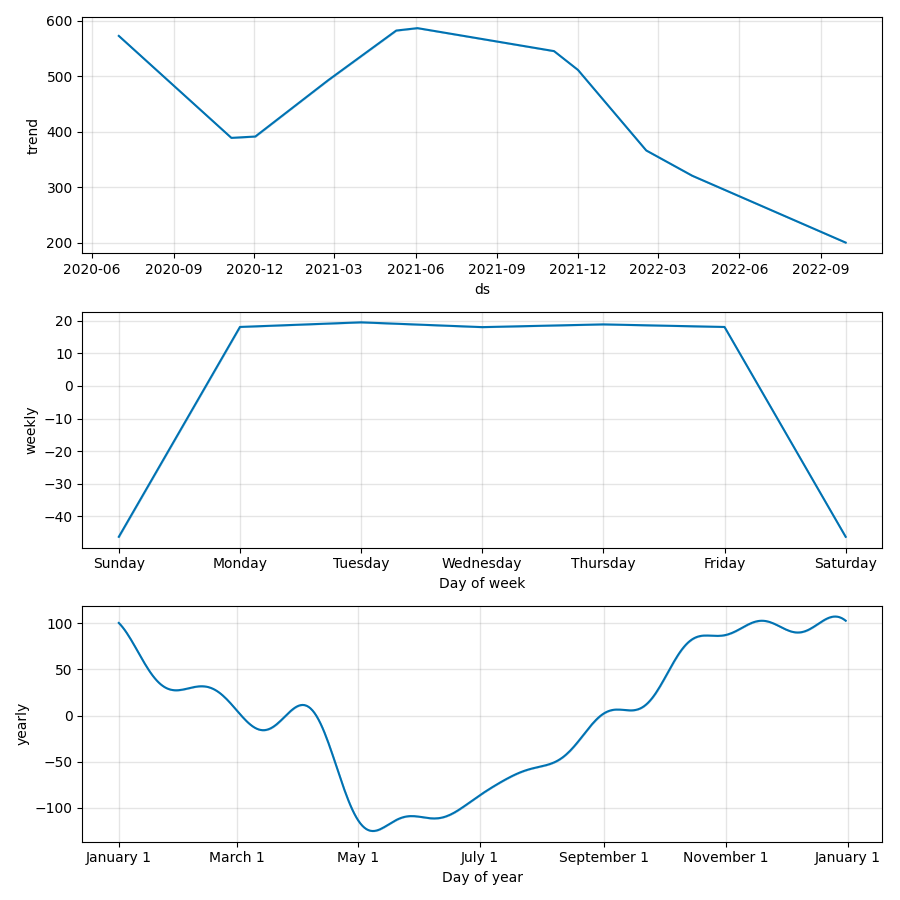 600
500
400
300
200
trend
2020-06 2020-09 2020-12 2021-03 2021-06 2021-09 2021-12 2022-03 2022-06 2022-09
ds
20
10
0
−10
−20
−30
−40
weekly
Sunday Monday Tuesday Wednesday Thursday Friday Saturday
Day of week
100
50
0
−50
−100
yearly
January 1 March 1 May 1 July 1 September 1 November 1 January 1
Day of year